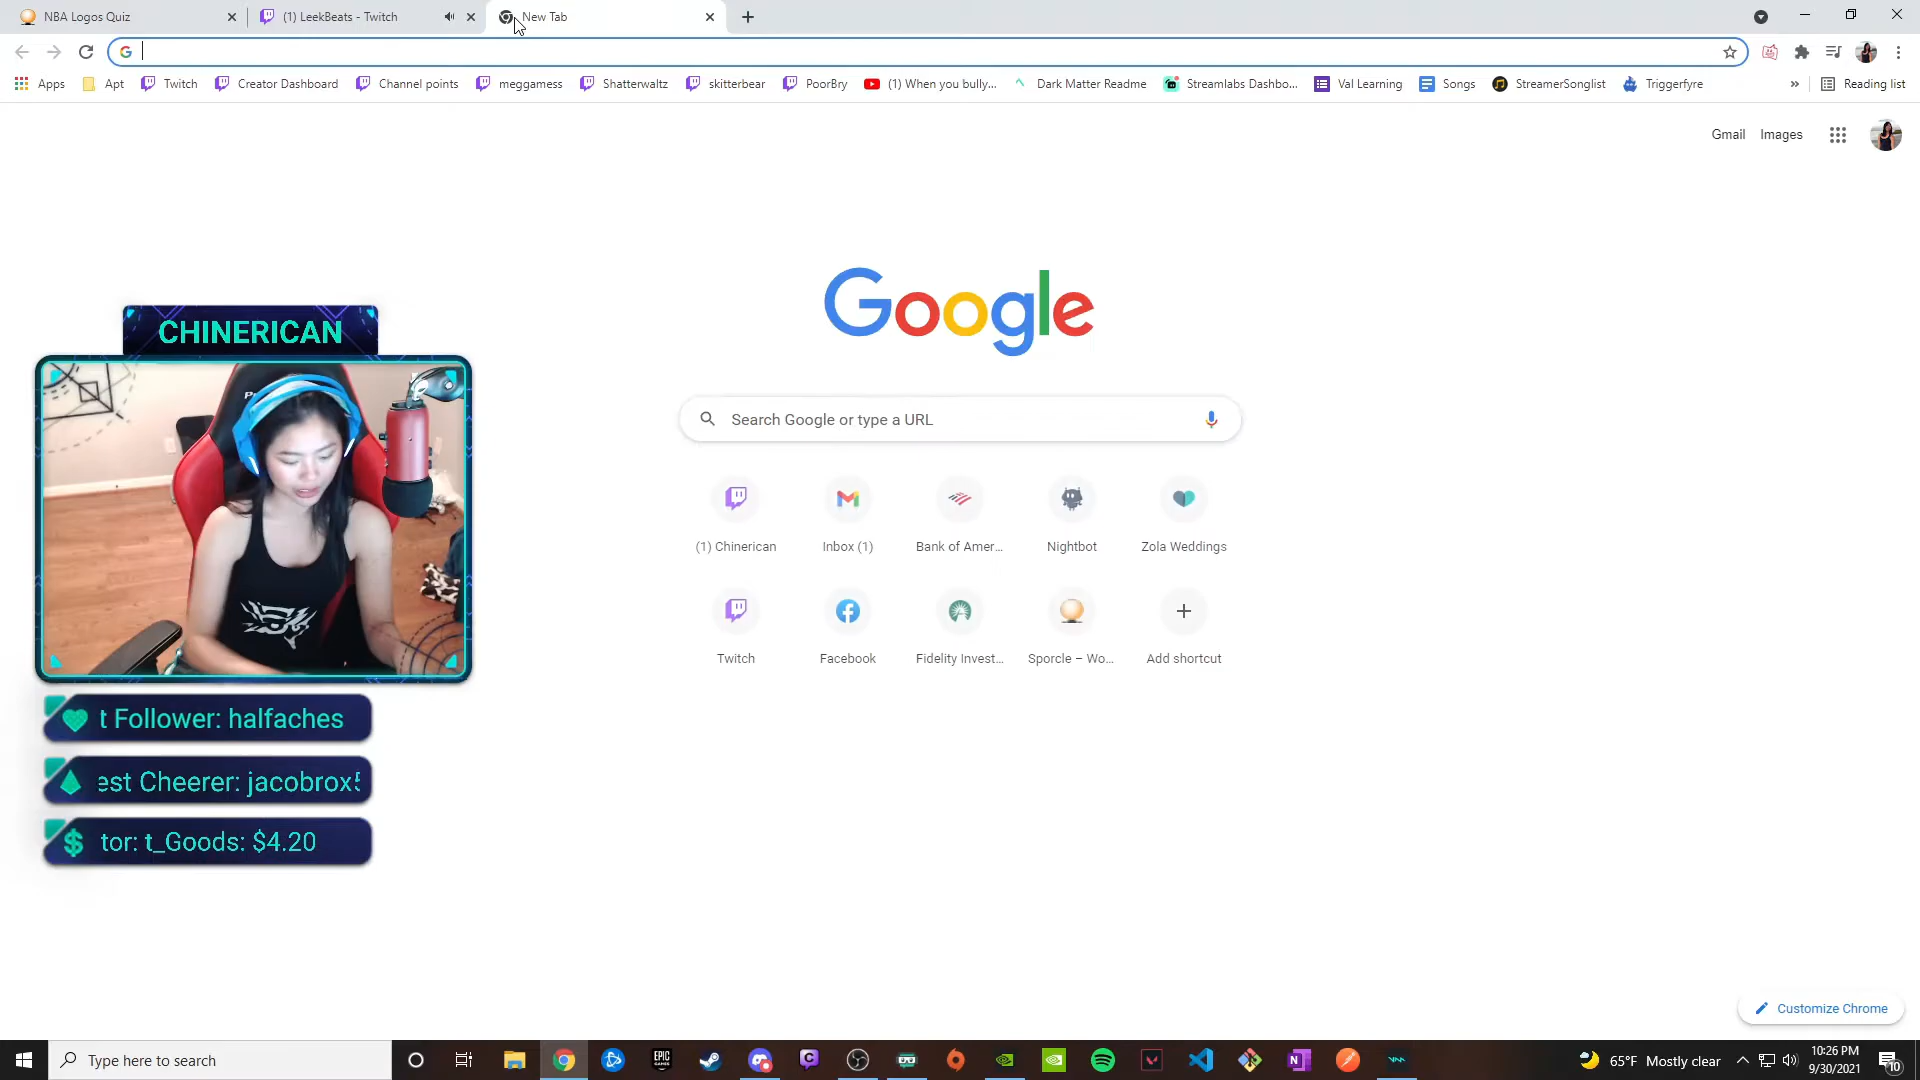 NBA Logos Quiz
(1) LeekBeats - Twitch
New Tab
Apps
Apt
Twitch
Creator Dashboard
Channel points
meggamess
Shatterwaltz
skitterbear
PoorBry
(1) When you bully...
Dark Matter Readme
Streamlabs Dashbo...
Val Learning
Songs
StreamerSonglist
Triggerfyre
»
Reading list
Gmail
Images
Google
Search Google or type a URL
(1) Chinerican
Inbox (1)
Bank of Amer...
Nightbot
Zola Weddings
Twitch
Facebook
Fidelity Invest...
Sporcle – Wo...
Add shortcut
CHINERICAN
t Follower: halfaches
est Cheerer: jacobrox5
tor: t_Goods: $4.20
Customize Chrome
Type here to search
EPIC
GAMES
65°F Mostly clear
10:26 PM
9/30/2021
10